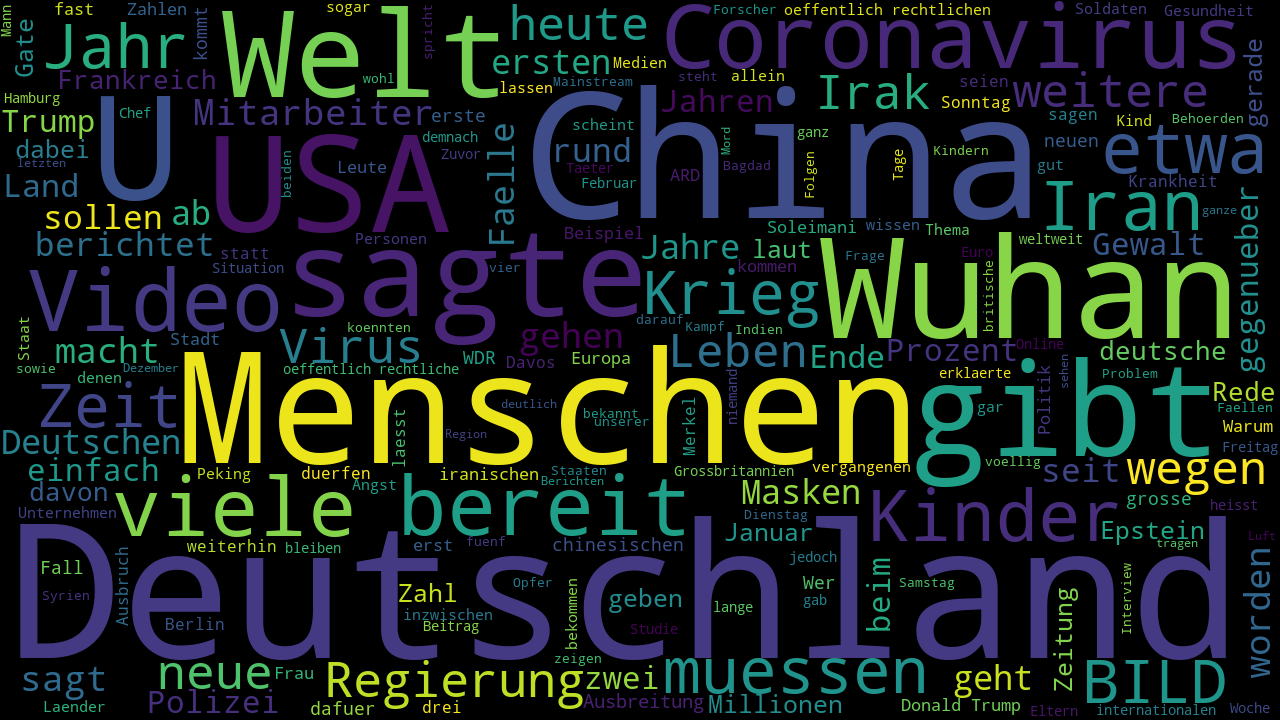 Mann
Gate
Jahr
fast
Zahlen
kommt
Welt
sogar
spricht
heute
ersten
Medien
Coronavirus
Forscher
oeffentlich rechtlichen
Soldaten
Gesundheit
gerade
Hamburg
Frankreich
wohl
lassen
Mainstream
steht
allein
Irak
seien
Sonntag
weitere
Trump
Chef
U
Mitarbeiter
erste
demnach
Zuvor
USA
China
Jahren
scheint
rund
Taeter
Februar
ARD
Mord
Bagdad
ganz
Folgen
Tage
Kindern
sagen
Kind
Behoerden
neuen
gut
etwa
dabei
letzten
Land
beiden
Leute
Faelle
Krankheit
Iran
ganze
sollen
ab
berichtet
statt
Situation
Personen
sagte
vier
Beispiel
Jahre
laut
kommen
Soleimani
wissen
Thema
Frage
Euro
weltweit
britische
Gewalt
gegenueber
Video
Krieg
Wuhan
Staat
sowie
macht
Stadt
Virus
koennten
gehen
darauf
Kampf
Indien
denen
Dezember
oeffentlich rechtliche
WDR
Davos
Europa
Leben
Ende
Prozent
Online
deutsche
erklaerte
Politik
sehen
Problem
Zeit
Menschen
laesst
deutlich
bekannt
unserer
Merkel
niemand
gibt
gar
Rede
Faellen
Warum
Freitag
Deutschen
Region
einfach
Peking
duerfen
iranischen
Staaten
Berichten
Grossbritannien
vergangenen
voellig
seit
wegen
davon
Angst
Unternehmen
viele
bereit
Masken
Dienstag
Kinder
grosse
heisst
weiterhin
bleiben
erst
fuenf
chinesischen
Januar
jedoch
Epstein
tragen
Luft
Deutschland
Fall
Syrien
Ausbruch
Berlin
Zahl
inzwischen
Beitrag
Opfer
bekommen
geben
Studie
lange
Wer
gab
beim
Samstag
Zeitung
Interview
worden
sagt
Laender
neue
Frau
Polizei
dafuer
Regierung
drei
zeigen
zwei
Ausbreitung
muessen
Millionen
geht
Donald Trump
Eltern
BILD
internationalen
Woche